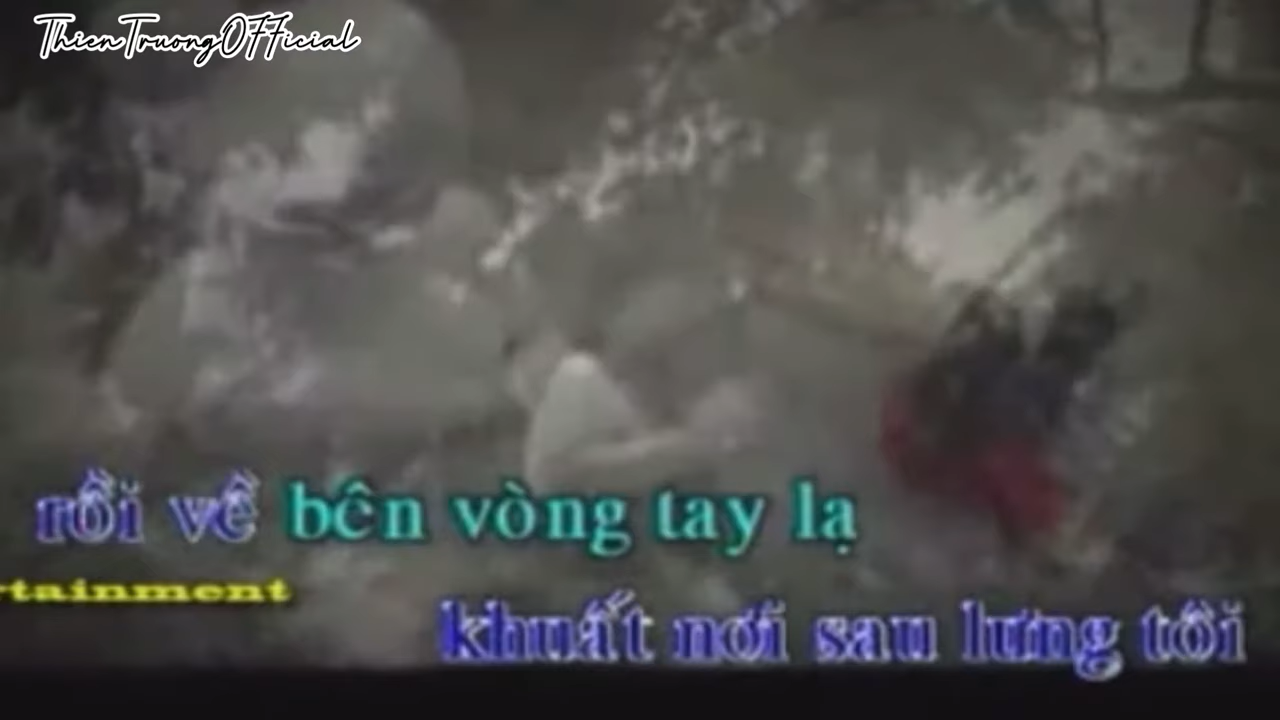 ThienTruongOFFicial
rồi về bên vòng tay lạ
rtainment
khuất nơi sau lưng tôi